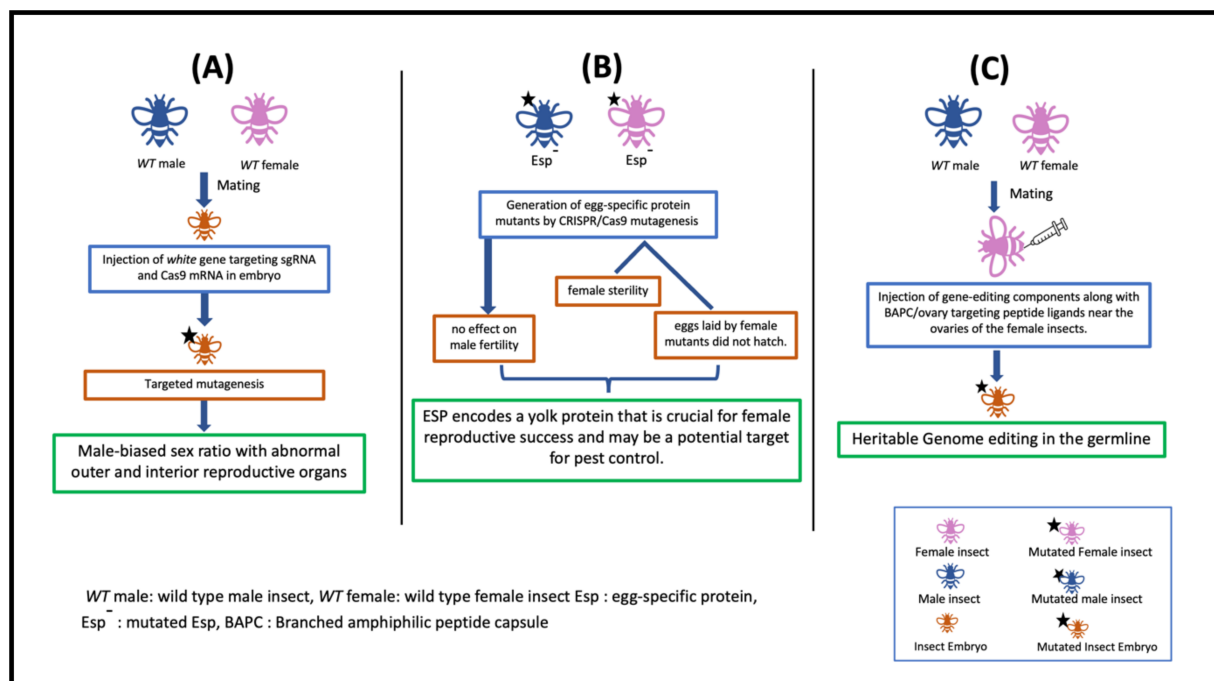 (A)
WT male
WT female
Mating
Injection of white gene targeting sgRNA
and Cas9 mRNA in embryo
Targeted mutagenesis
Male-biased sex ratio with abnormal
outer and interior reproductive organs
(B)
Esp⁻
Esp⁻
Generation of egg-specific protein
mutants by CRISPR/Cas9 mutagenesis
female sterility
no effect on
male fertility
eggs laid by female
mutants did not hatch.
ESP encodes a yolk protein that is crucial for female
reproductive success and may be a potential target
for pest control.
(C)
WT male
WT female
Mating
Injection of gene-editing components along with
BAPC/ovary targeting peptide ligands near the
ovaries of the female insects.
Heritable Genome editing in the germline
Female insect
Mutated Female insect
Male insect
Mutated male insect
Insect Embryo
Mutated Insect Embryo
WT male: wild type male insect, WT female: wild type female insect Esp : egg-specific protein,
Esp⁻ : mutated Esp, BAPC : Branched amphiphilic peptide capsule